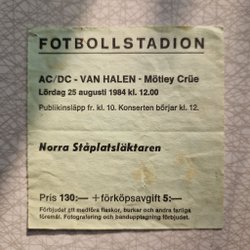 FOTBOLLSTADION
AC/DC - VAN HALEN - Mötley Crüe
Lördag 25 augusti 1984 kl. 12.00
Publikinsläpp fr. kl. 10. Konserten börjar kl. 12.
Norra Ståplatsläktaren
Pris 130:— + förköpsavgift 5:—
Förbjudet att medföra flaskor, burkar och andra farliga
föremål. Fotografering och bandupptagning förbjudet.